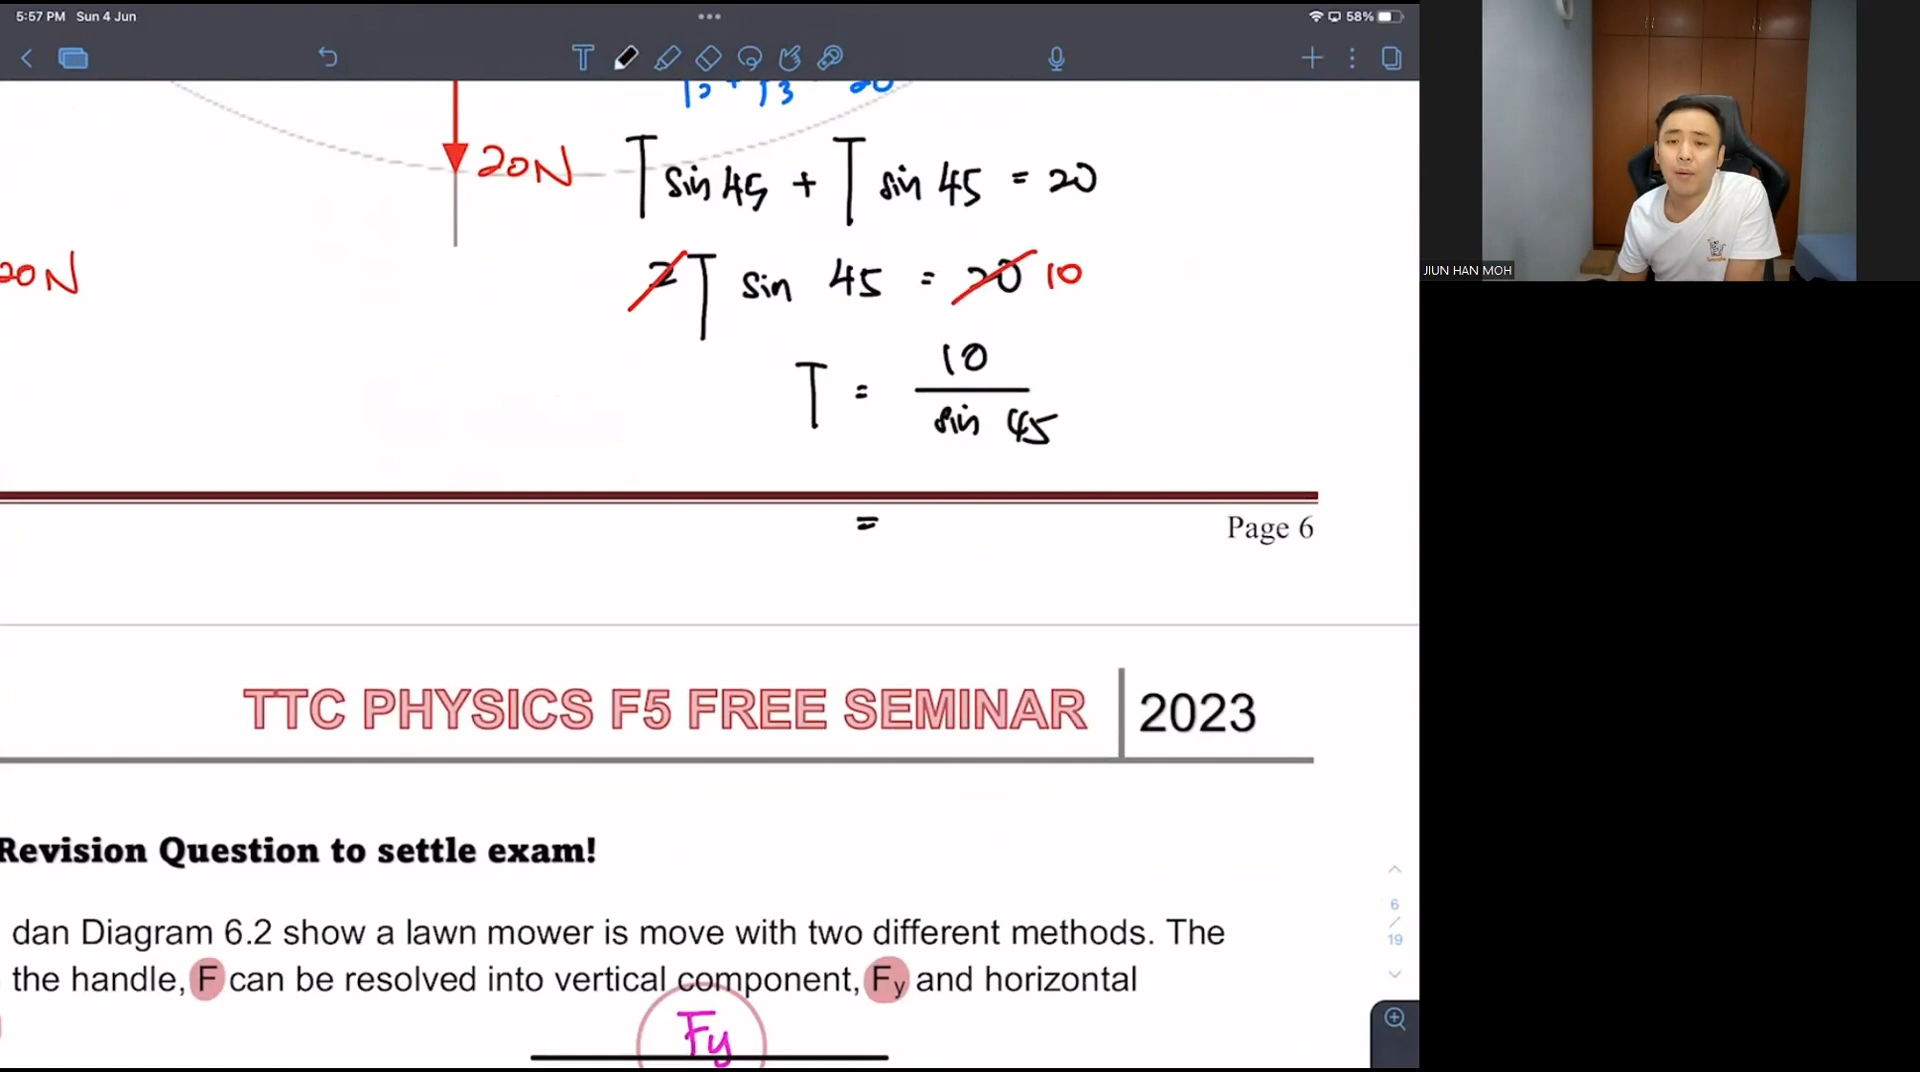 5:57 PM Sun 4 Jun
58%
T
20N
T sin 45 + T sin 45 = 20
20N
2T sin 45 = 20 10
T = 10
sin 45
=
Page 6
TTC PHYSICS F5 FREE SEMINAR 2023
Revision Question to settle exam!
dan Diagram 6.2 show a lawn mower is move with two different methods. The
the handle, F can be resolved into vertical component, Fy and horizontal
Fy
6
/
19
JIUN HAN MOH